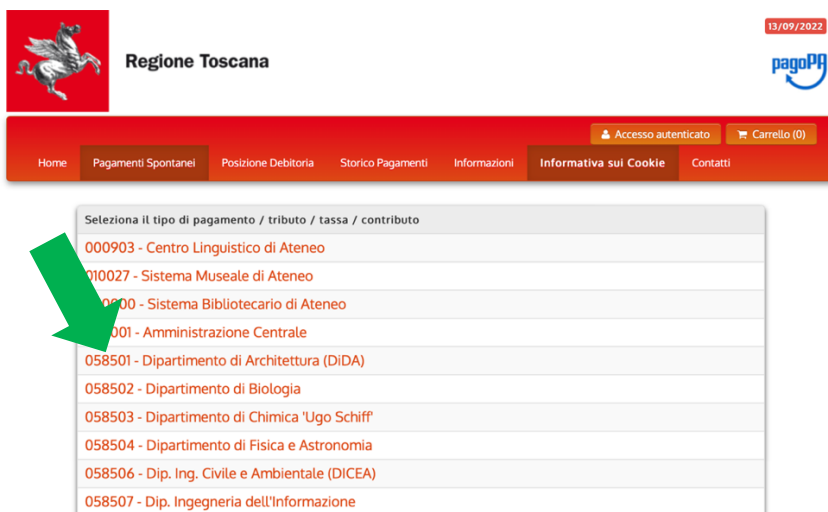 13/09/2022
Regione Toscana
pagoPA
Accesso autenticato
Carrello (0)
Home
Pagamenti Spontanei
Posizione Debitoria
Storico Pagamenti
Informazioni
Informativa sui Cookie
Contatti
Seleziona il tipo di pagamento / tributo / tassa / contributo
000903 - Centro Linguistico di Ateneo
010027 - Sistema Museale di Ateneo
00 - Sistema Bibliotecario di Ateneo
001 - Amministrazione Centrale
058501 - Dipartimento di Architettura (DiDA)
058502 - Dipartimento di Biologia
058503 - Dipartimento di Chimica 'Ugo Schiff'
058504 - Dipartimento di Fisica e Astronomia
058506 - Dip. Ing. Civile e Ambientale (DICEA)
058507 - Dip. Ingegneria dell'Informazione